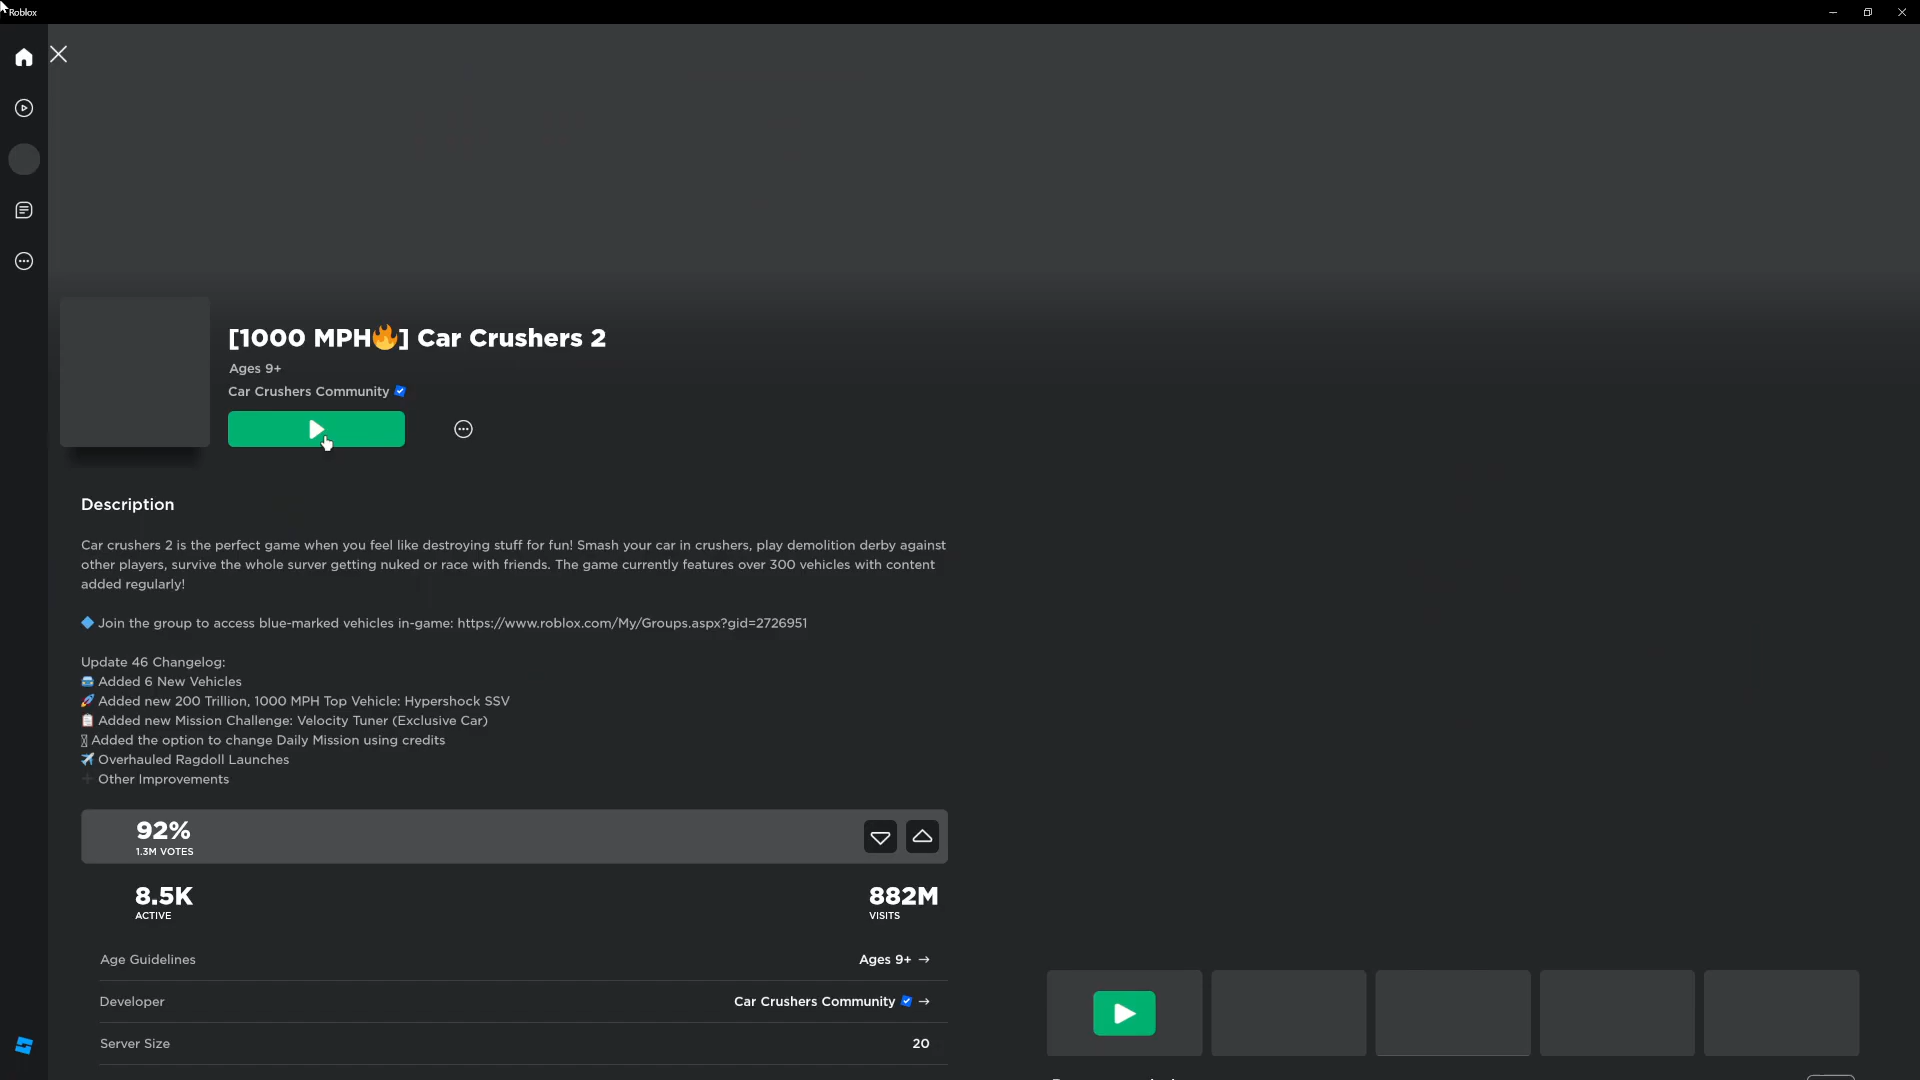 Roblox
[1000 MPH🔥] Car Crushers 2
Ages 9+
Car Crushers Community
Description
Car crushers 2 is the perfect game when you feel like destroying stuff for fun! Smash your car in crushers, play demolition derby against
other players, survive the whole surver getting nuked or race with friends. The game currently features over 300 vehicles with content
added regularly!
🔷 Join the group to access blue-marked vehicles in-game: https://www.roblox.com/My/Groups.aspx?gid=2726951
Update 46 Changelog:
🚘 Added 6 New Vehicles
🚀 Added new 200 Trillion, 1000 MPH Top Vehicle: Hypershock SSV
📋 Added new Mission Challenge: Velocity Tuner (Exclusive Car)
Added the option to change Daily Mission using credits
✈️ Overhauled Ragdoll Launches
➕ Other Improvements
92%
1.3M VOTES
8.5K
ACTIVE
882M
VISITS
Age Guidelines Ages 9+ →
Developer Car Crushers Community →
Server Size 20